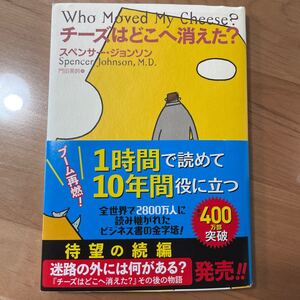 Who Moved My Cheese?
チーズはどこへ消えた?
スペンサー・ジョンソン
Spencer Johnson, M.D.
門田美鈴 訳
ブーム再燃!
1時間で読めて
10年間役に立つ
全世界で2800万人に
読み継がれた
ビジネス書の金字塔!
400万部
突破
待望の続編
迷路の外には何がある?
『チーズはどこへ消えた?』その後の物語
発売!!